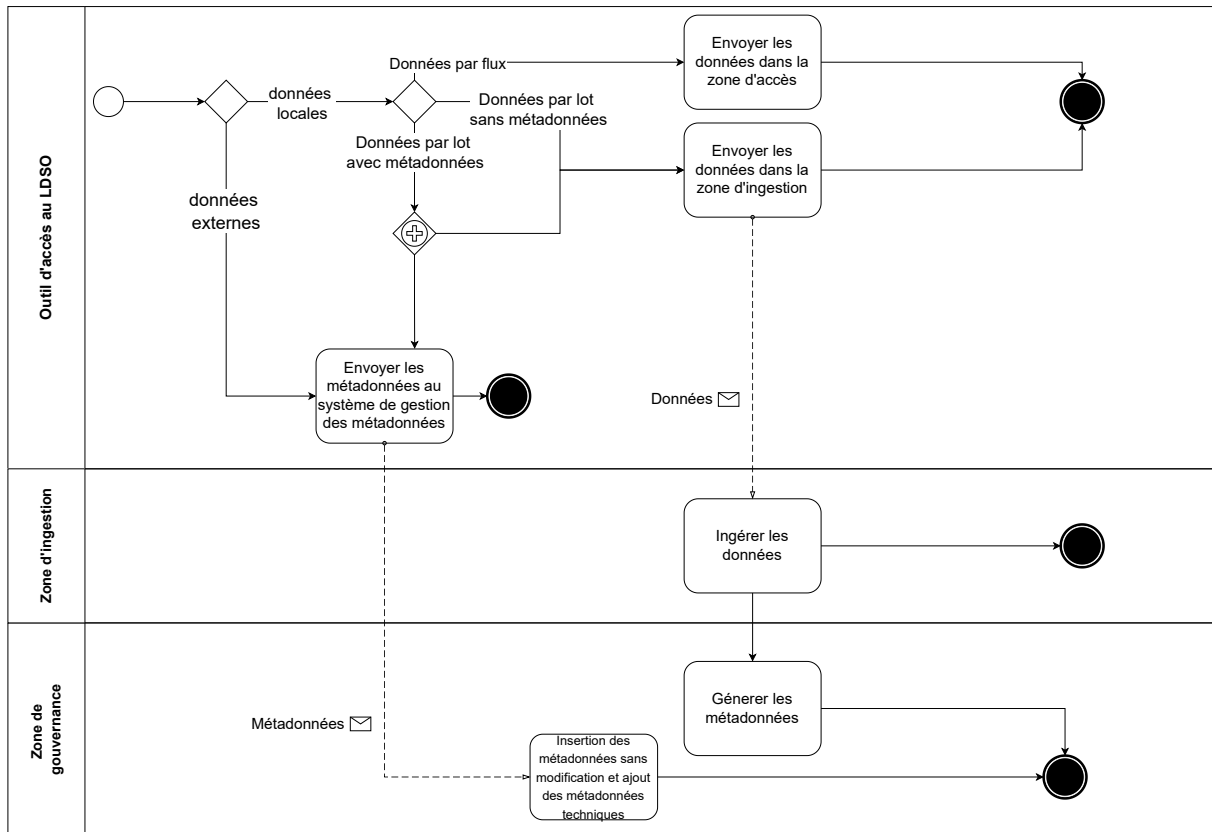 Outil d'accès au LDSO
données
locales
données
externes
Données par flux
Données par lot
sans métadonnées
Données par lot
avec métadonnées
Envoyer les
données dans la
zone d'accès
Envoyer les
données dans la
zone d'ingestion
Envoyer les
métadonnées au
système de gestion
des métadonnées
Données
Zone d'ingestion
Ingérer les
données
Zone de
gouvernance
Génerer les
métadonnées
Métadonnées
Insertion des
métadonnées sans
modification et ajout
des métadonnées
techniques